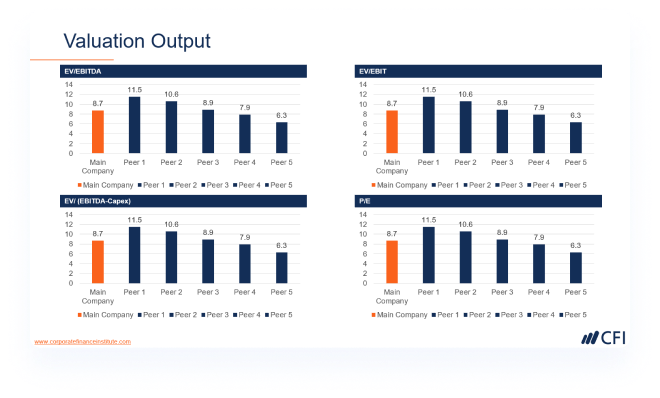 Valuation Output
EV/EBITDA
14
12
10
8
6
4
2
0
8.7
11.5
10.6
8.9
7.9
6.3
Main Company
Peer 1
Peer 2
Peer 3
Peer 4
Peer 5
Main Company Peer 1 Peer 2 Peer 3 Peer 4 Peer 5
EV/EBIT
14
12
10
8
6
4
2
0
8.7
11.5
10.6
8.9
7.9
6.3
Main Company
Peer 1
Peer 2
Peer 3
Peer 4
Peer 5
Main Company Peer 1 Peer 2 Peer 3 Peer 4 Peer 5
EV/ (EBITDA-Capex)
14
12
10
8
6
4
2
0
8.7
11.5
10.6
8.9
7.9
6.3
Main Company
Peer 1
Peer 2
Peer 3
Peer 4
Peer 5
Main Company Peer 1 Peer 2 Peer 3 Peer 4 Peer 5
P/E
14
12
10
8
6
4
2
0
8.7
11.5
10.6
8.9
7.9
6.3
Main Company
Peer 1
Peer 2
Peer 3
Peer 4
Peer 5
Main Company Peer 1 Peer 2 Peer 3 Peer 4 Peer 5
www.corporatefinanceinstitute.com
CFI